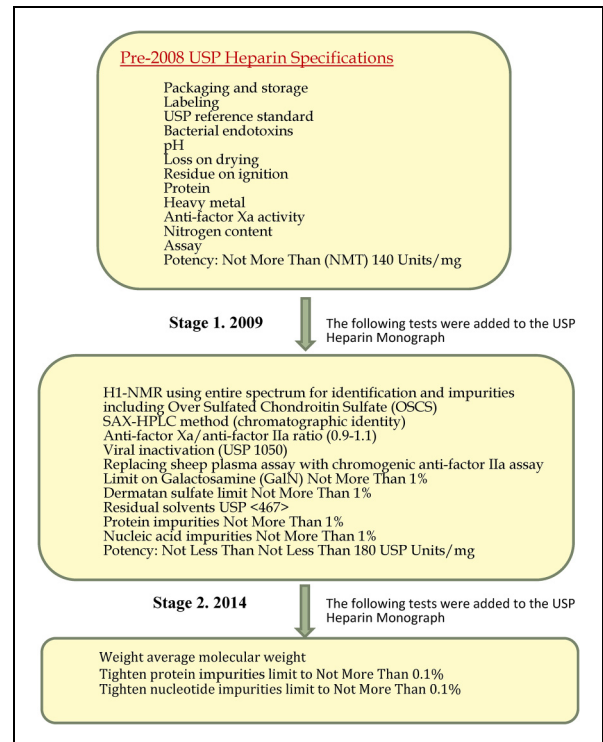 Pre-2008 USP Heparin Specifications
Packaging and storage
Labeling
USP reference standard
Bacterial endotoxins
pH
Loss on drying
Residue on ignition
Protein
Heavy metal
Anti-factor Xa activity
Nitrogen content
Assay
Potency: Not More Than (NMT) 140 Units/mg
Stage 1. 2009
The following tests were added to the USP
Heparin Monograph
H1-NMR using entire spectrum for identification and impurities
including Over Sulfated Chondroitin Sulfate (OSCS)
SAX-HPLC method (chromatographic identity)
Anti-factor Xa/anti-factor IIa ratio (0.9-1.1)
Viral inactivation (USP 1050)
Replacing sheep plasma assay with chromogenic anti-factor IIa assay
Limit on Galactosamine (GalN) Not More Than 1%
Dermatan sulfate limit Not More Than 1%
Residual solvents USP <467>
Protein impurities Not More Than 1%
Nucleic acid impurities Not More Than 1%
Potency: Not Less Than Not Less Than 180 USP Units/mg
Stage 2. 2014
The following tests were added to the USP
Heparin Monograph
Weight average molecular weight
Tighten protein impurities limit to Not More Than 0.1%
Tighten nucleotide impurities limit to Not More Than 0.1%